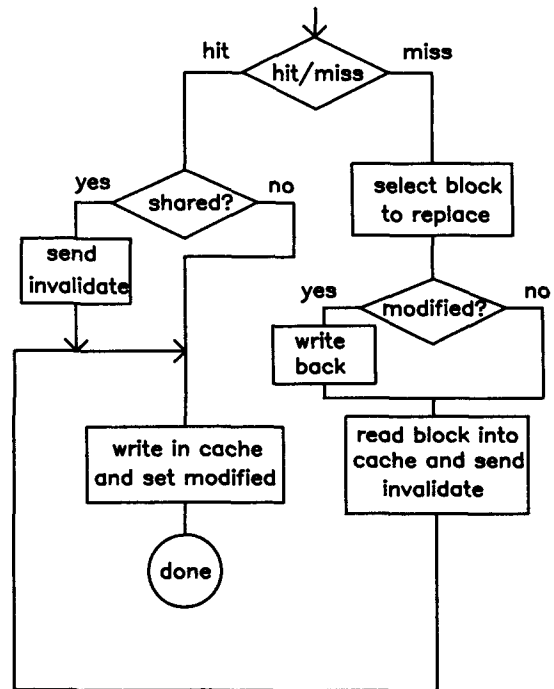 hit
miss
hit/miss
yes
shared?
no
select block
to replace
send
invalidate
yes
modified?
no
write
back
write in cache
and set modified
read block into
cache and send
invalidate
done